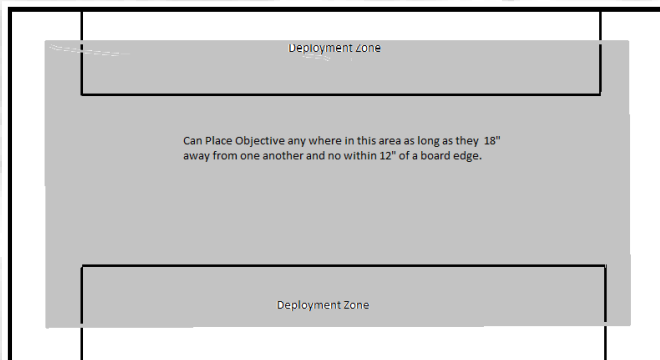 Deployment Zone
Can Place Objective any where in this area as long as they 18"
away from one another and no within 12" of a board edge.
Deployment Zone